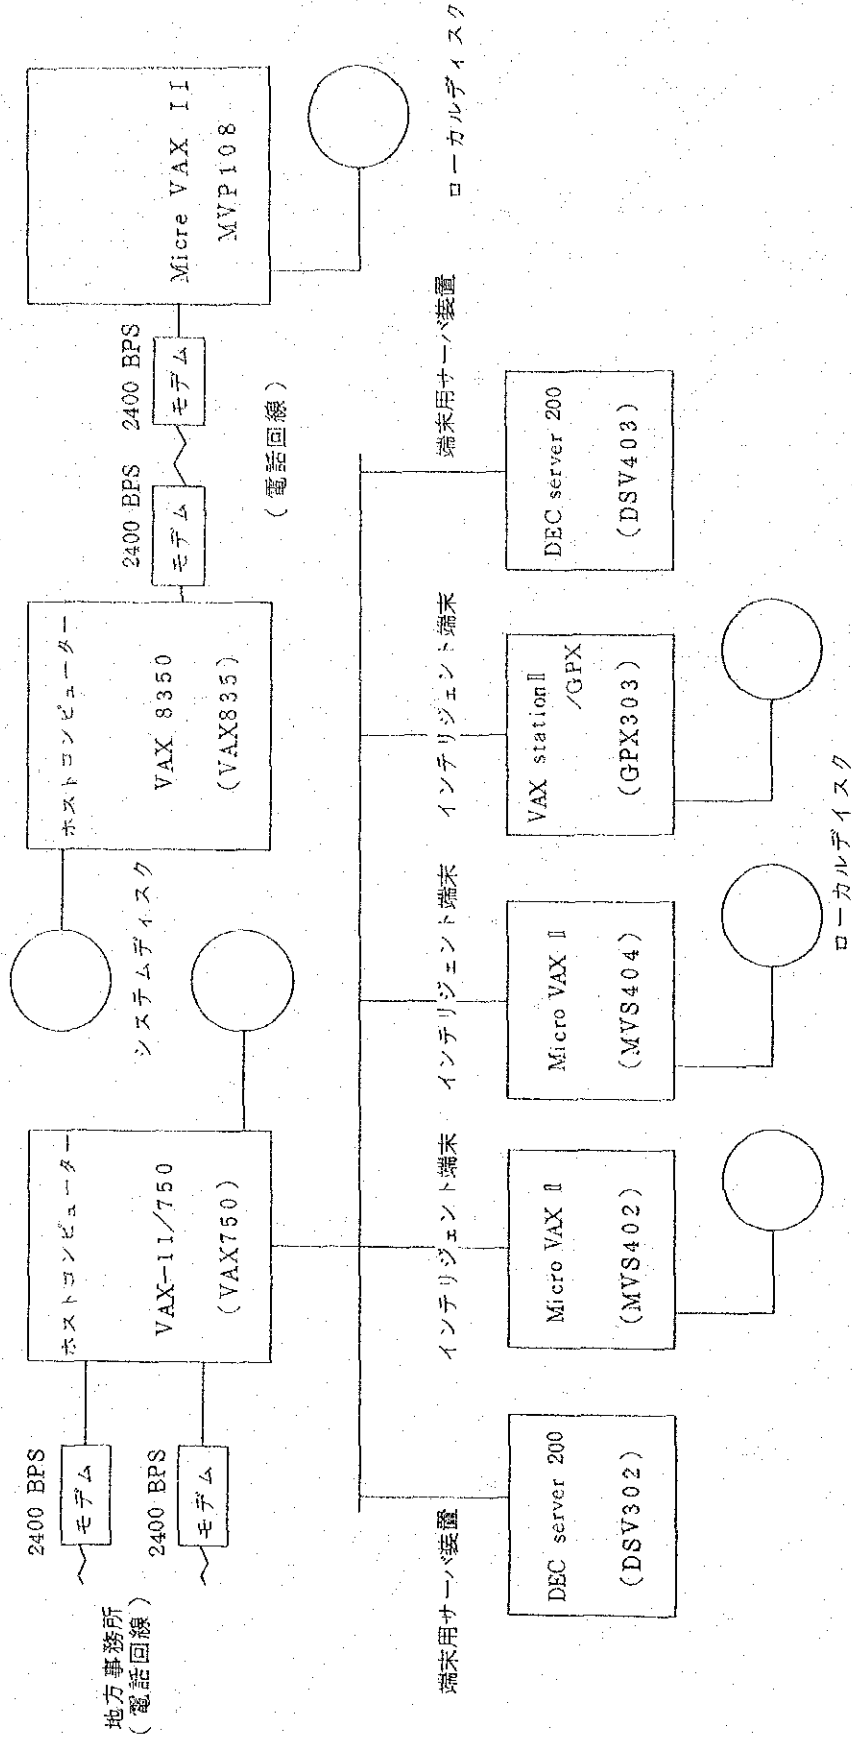 地方事務所
(電話回線)
2400 BPS
モデム
2400 BPS
モデム
ホストコンピューター
VAX-11/750
(VAX750)
システムディスク
ホストコンピューター
VAX 8350
(VAX835)
2400 BPS
モデム
2400 BPS
モデム
(電話回線)
Micre VAX II
MVP108
ローカルディスク
端末用サーバ装置
インテリジェント端末
インテリジェント端末
インテリジェント端末
端末用サーバ装置
DEC server 200
(DSV302)
Micro VAX Ⅱ
(MVS402)
Micro VAX Ⅱ
(MVS404)
VAX stationⅡ
/GPX
(GPX303)
DEC server 200
(DSV403)
ローカルデイスク